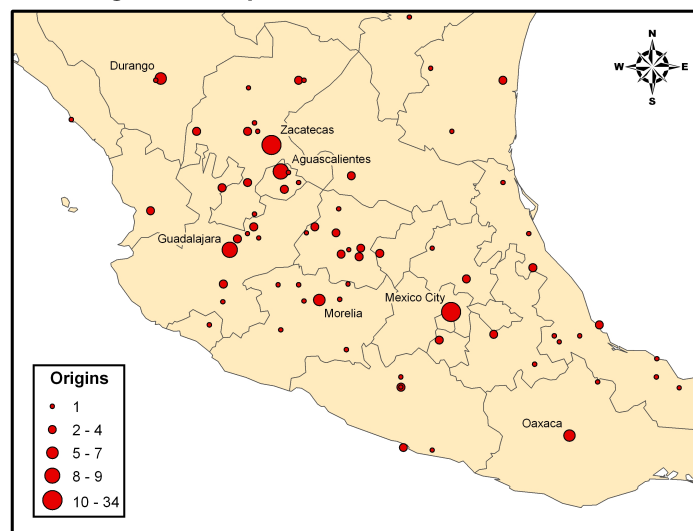 Durango
N
W E
S
Zacatecas
Aguascalientes
Guadalajara
Mexico City
Morelia
Oaxaca
Origins
1
2 - 4
5 - 7
8 - 9
10 - 34